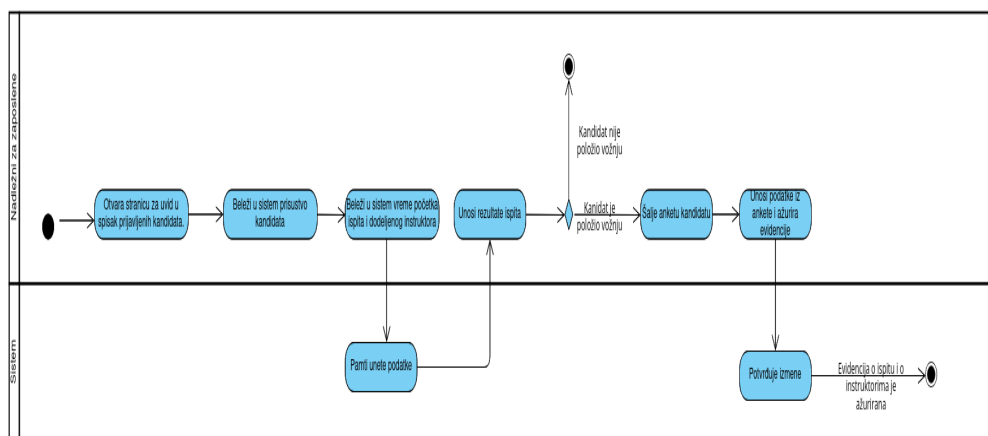 Nadležni za zaposlene
Otvara stranicu za uvid u
spisak prijavljenih kandidata.
Beleži u sistem prisustvo
kandidata
Beleži u sistem vreme početka
ispita i dodeljenog instruktora
Unosi rezultate ispita
Kandidat nije
položio vožnju
Kanidat je
položio vožnju
Šalje anketu kandidatu
Unosi podatke iz
ankete i ažurira
evidencije
Sistem
Pamti unete podatke
Potvrđuje izmene
Evidencija o ispitu i o
instruktorima je
ažurirana